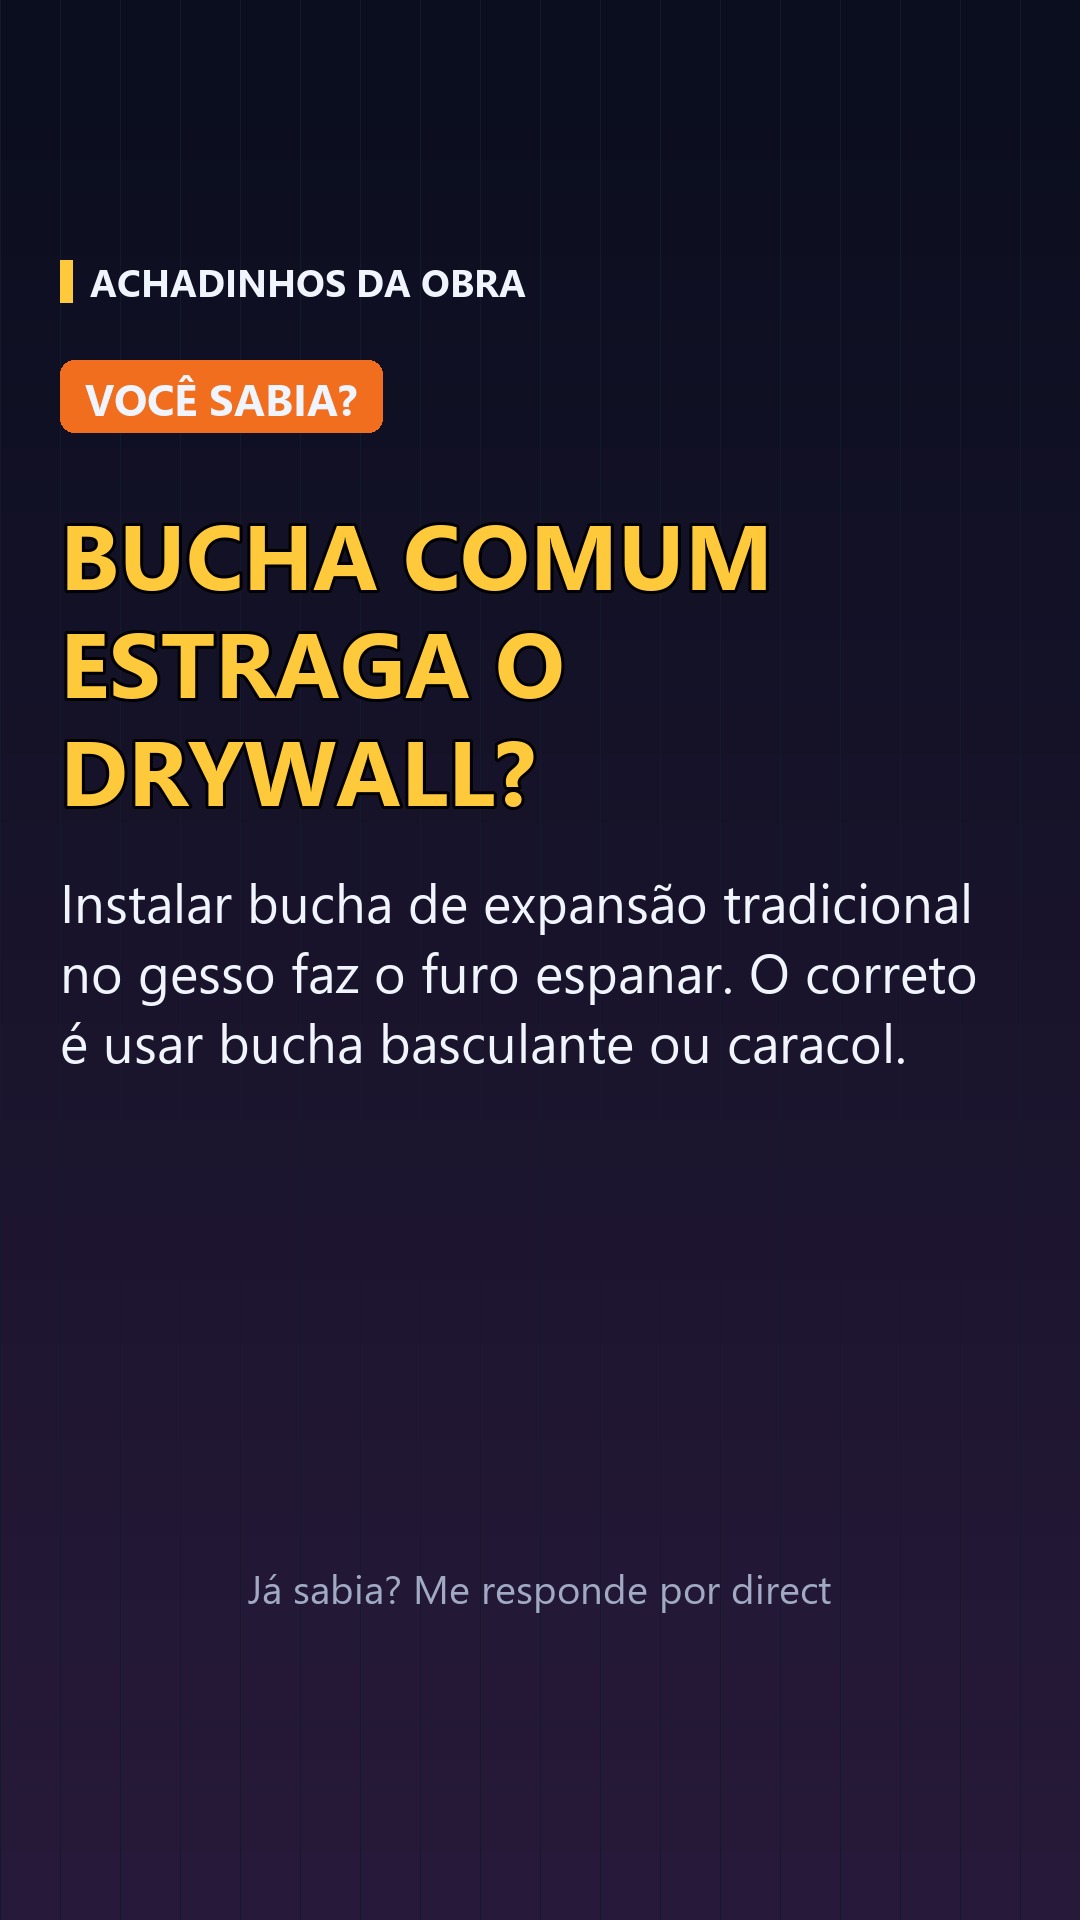 ACHADINHOS DA OBRA
VOCÊ SABIA?
BUCHA COMUM
ESTRAGA O
DRYWALL?
Instalar bucha de expansão tradicional
no gesso faz o furo espanar. O correto
é usar bucha basculante ou caracol.
Já sabia? Me responde por direct